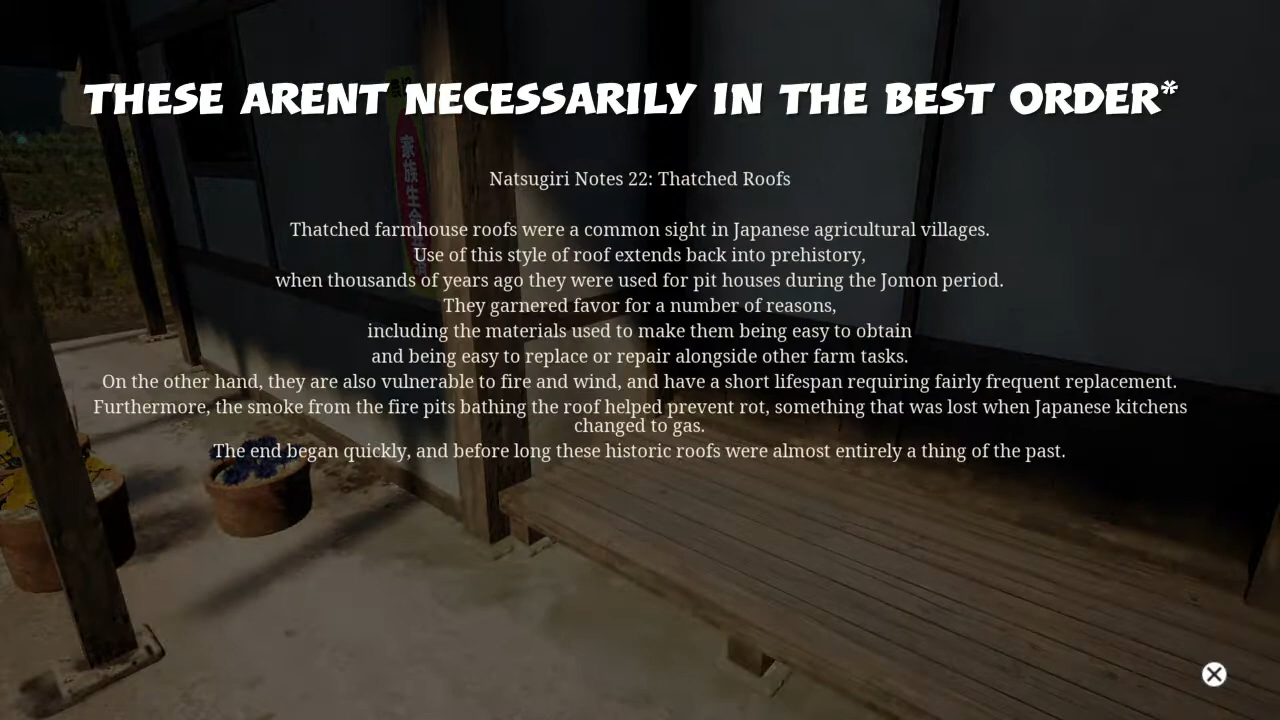 THESE ARENT NECESSARILY IN THE BEST ORDER*
Natsugiri Notes 22: Thatched Roofs
Thatched farmhouse roofs were a common sight in Japanese agricultural villages.
Use of this style of roof extends back into prehistory,
when thousands of years ago they were used for pit houses during the Jomon period.
They garnered favor for a number of reasons,
including the materials used to make them being easy to obtain
and being easy to replace or repair alongside other farm tasks.
On the other hand, they are also vulnerable to fire and wind, and have a short lifespan requiring fairly frequent replacement.
Furthermore, the smoke from the fire pits bathing the roof helped prevent rot, something that was lost when Japanese kitchens
changed to gas.
The end began quickly, and before long these historic roofs were almost entirely a thing of the past.
家族生命